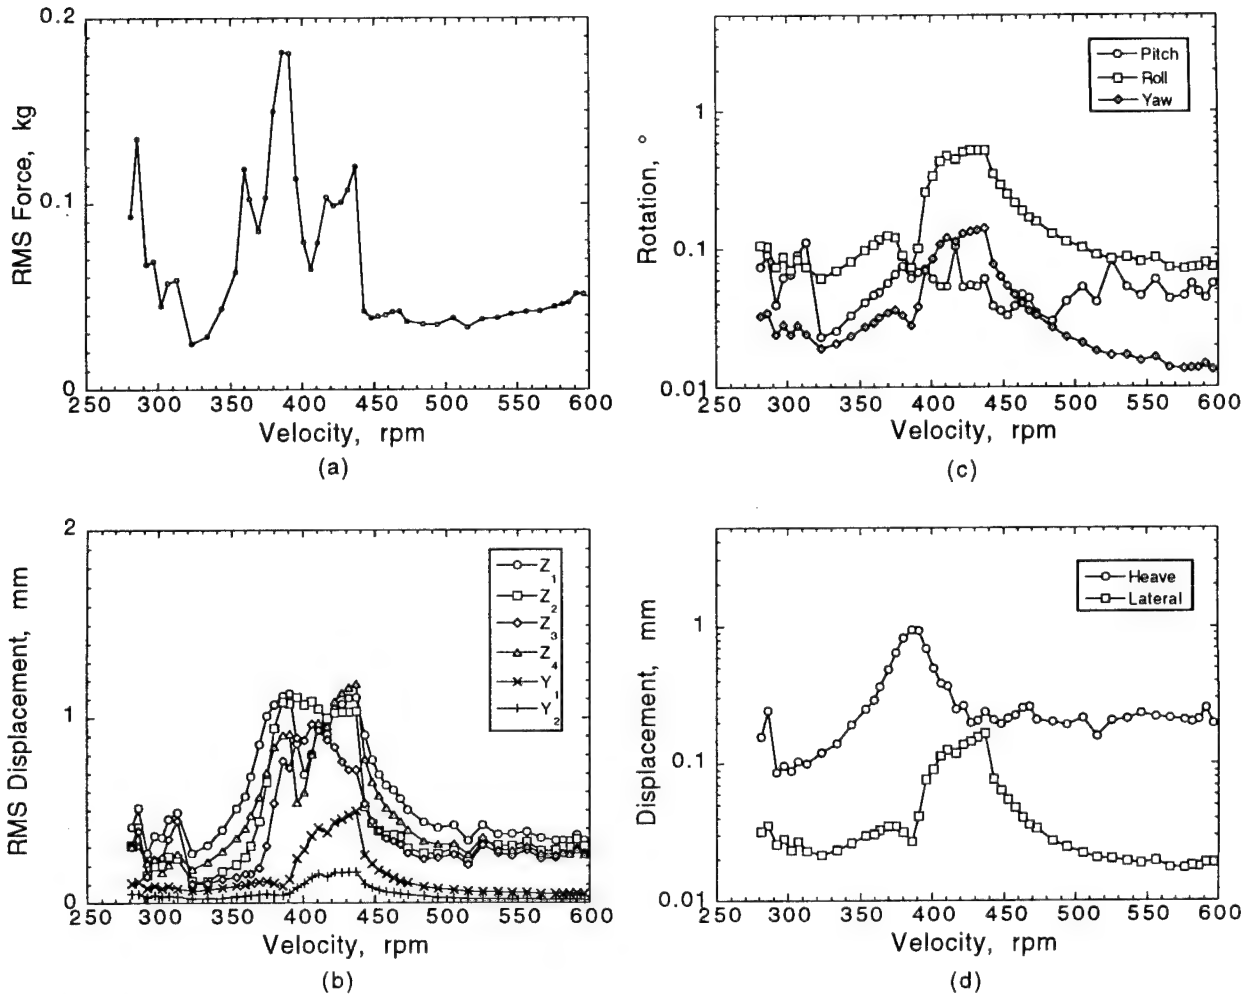 0.2
0.1
0
RMS Force, kg
250 300 350 400 450 500 550 600
Velocity, rpm
(a)
Pitch
Roll
Yaw
1
0.1
0.01
Rotation, °
250 300 350 400 450 500 550 600
Velocity, rpm
(c)
2
1
0
RMS Displacement, mm
Z1
Z2
Z3
Z4
Y1
Y2
250 300 350 400 450 500 550 600
Velocity, rpm
(b)
Heave
Lateral
1
0.1
0.01
Displacement, mm
250 300 350 400 450 500 550 600
Velocity, rpm
(d)